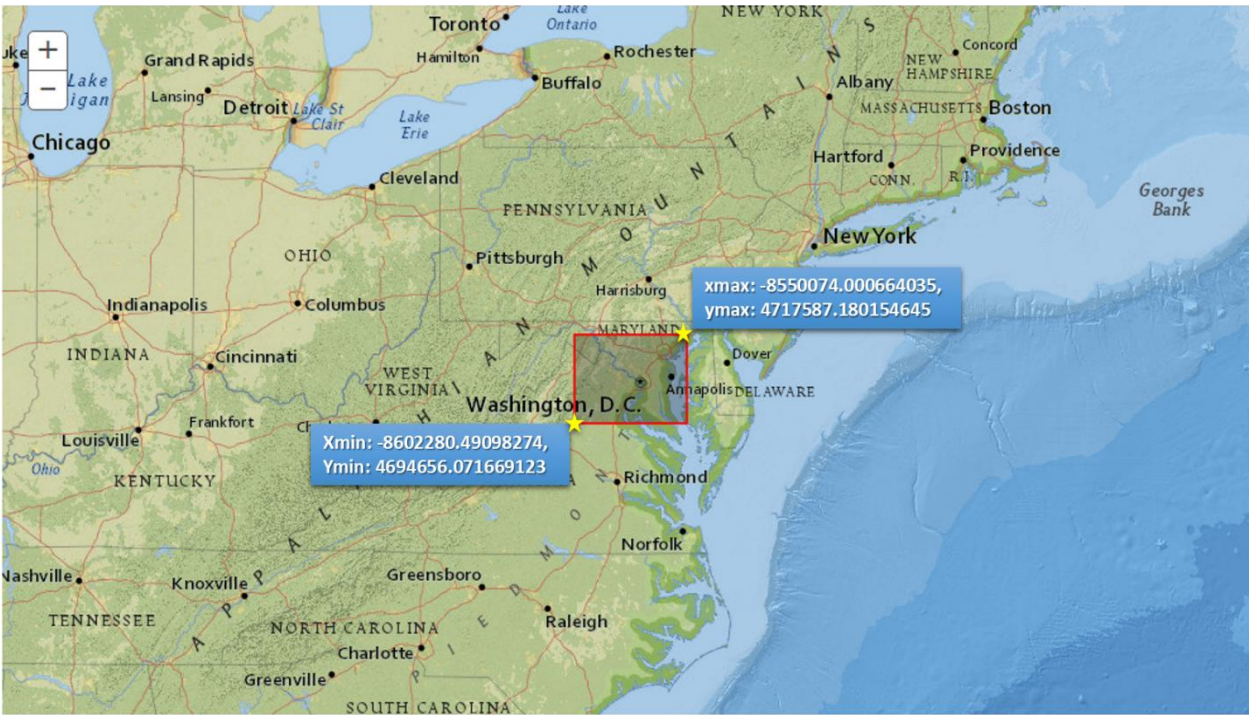 Toronto
Lake
Ontario
NEW YORK
Hamilton
Rochester
Concord
NEW
HAMPSHIRE
+
−
Grand Rapids
Buffalo
Albany
Lake
Lansing
Detroit
Lake St
Clair
Lake
Erie
MASSACHUSETTS
Boston
Chicago
Hartford
Providence
CONN.
R.I.
Cleveland
PENNSYLVANIA
Georges
Bank
New York
OHIO
Pittsburgh
Harrisburg
xmax: -8550074.000664035,
ymax: 4717587.180154645
Indianapolis
Columbus
MARYLAND
INDIANA
Cincinnati
Dover
WEST
VIRGINIA
Annapolis
DELAWARE
Washington, D.C.
Frankfort
Louisville
Xmin: -8602280.49098274,
Ymin: 4694656.071669123
Ohio
KENTUCKY
Richmond
Norfolk
Nashville
Knoxville
Greensboro
TENNESSEE
NORTH CAROLINA
Raleigh
Charlotte
Greenville
SOUTH CAROLINA
MOUNTAINS